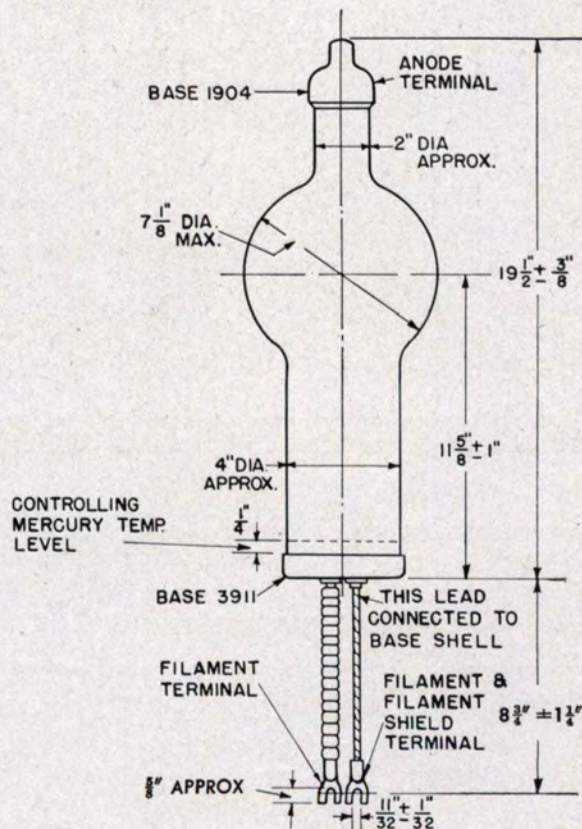 BASE 1904
ANODE
TERMINAL
2" DIA
APPROX.
7 1/8" DIA.
MAX.
19 1/2" ± 3/8"
11 5/8" ± 1"
4" DIA.
APPROX.
CONTROLLING
MERCURY TEMP.
LEVEL
1/4"
BASE 3911
THIS LEAD
CONNECTED TO
BASE SHELL
FILAMENT
TERMINAL
FILAMENT &
FILAMENT
SHIELD
TERMINAL
8 3/4" ± 1 1/4"
5/8" APPROX
11/32" ± 1/32"